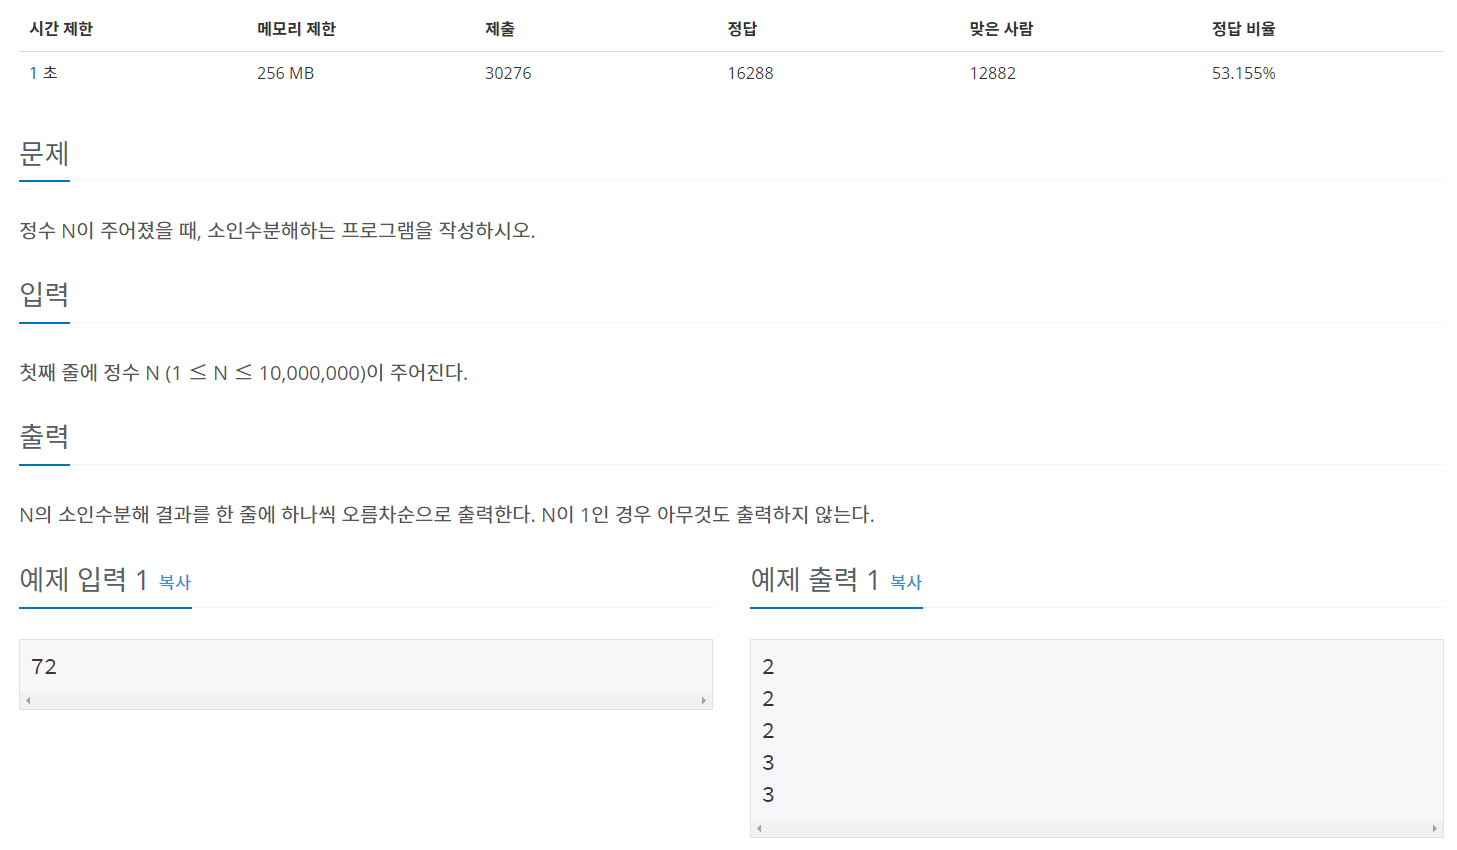 시간 제한 메모리 제한 제출 정답 맞은 사람 정답 비율
1 초 256 MB 30276 16288 12882 53.155%
문제
정수 N이 주어졌을 때, 소인수분해하는 프로그램을 작성하시오.
입력
첫째 줄에 정수 N (1 ≤ N ≤ 10,000,000)이 주어진다.
출력
N의 소인수분해 결과를 한 줄에 하나씩 오름차순으로 출력한다. N이 1인 경우 아무것도 출력하지 않는다.
예제 입력 1 복사
72
예제 출력 1 복사
2
2
2
3
3